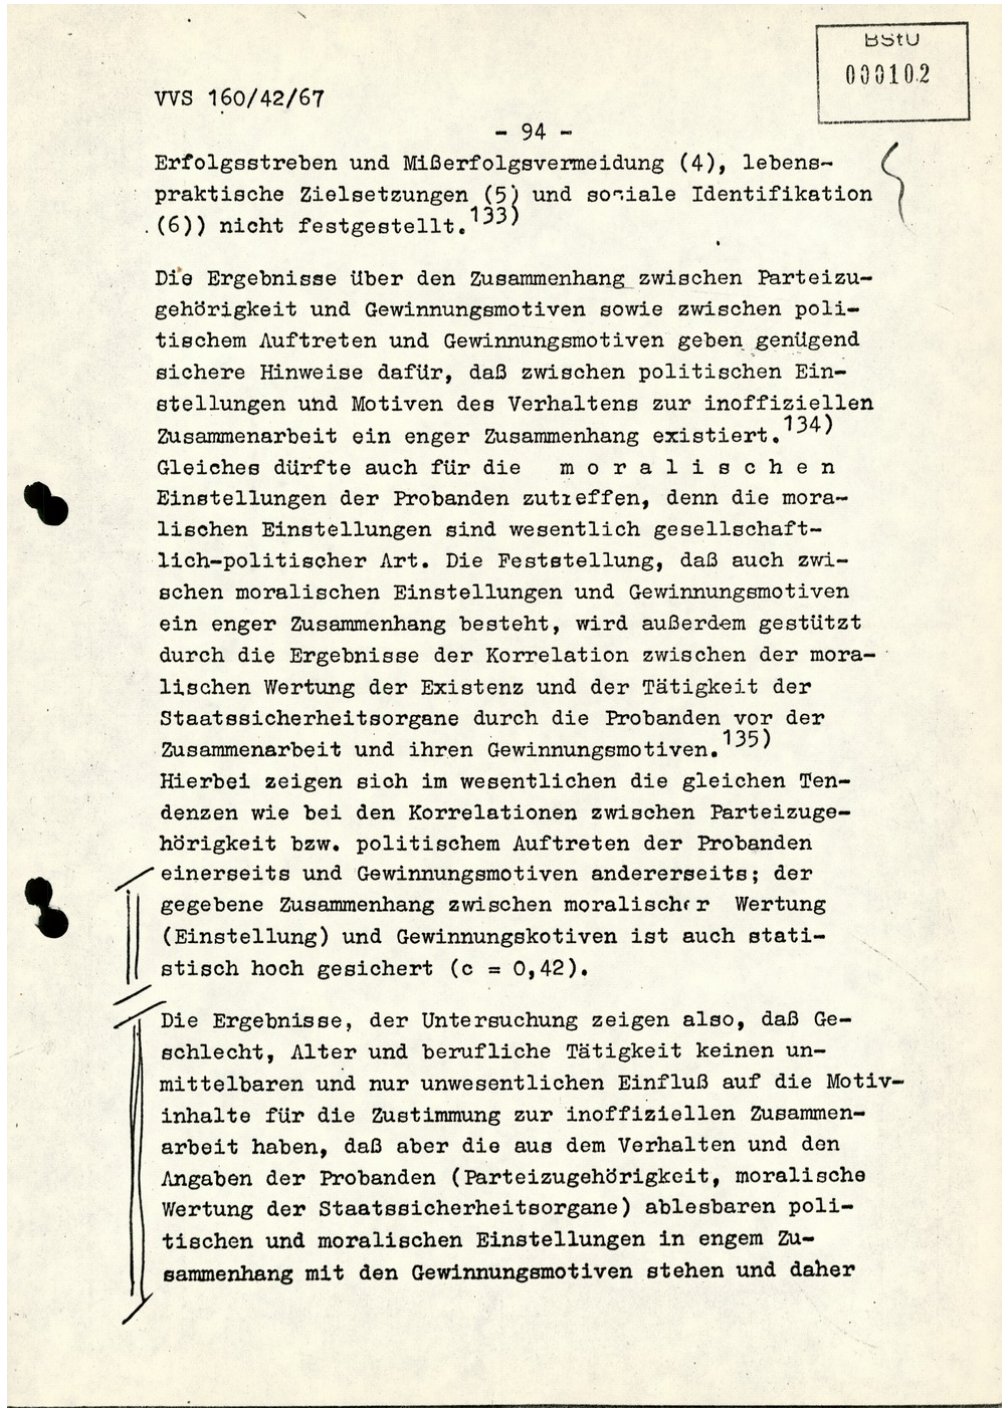 BStU
000102
VVS 160/42/67
- 94 -
Erfolgsstreben und Mißerfolgsvermeidung (4), lebens-
praktische Zielsetzungen (5) und soziale Identifikation
(6)) nicht festgestellt.133)
Die Ergebnisse über den Zusammenhang zwischen Parteizu-
gehörigkeit und Gewinnungsmotiven sowie zwischen poli-
tischem Auftreten und Gewinnungsmotiven geben genügend
sichere Hinweise dafür, daß zwischen politischen Ein-
stellungen und Motiven des Verhaltens zur inoffiziellen
Zusammenarbeit ein enger Zusammenhang existiert.134)
Gleiches dürfte auch für die m o r a l i s c h e n
Einstellungen der Probanden zutreffen, denn die mora-
lischen Einstellungen sind wesentlich gesellschaft-
lich-politischer Art. Die Feststellung, daß auch zwi-
schen moralischen Einstellungen und Gewinnungsmotiven
ein enger Zusammenhang besteht, wird außerdem gestützt
durch die Ergebnisse der Korrelation zwischen der mora-
lischen Wertung der Existenz und der Tätigkeit der
Staatssicherheitsorgane durch die Probanden vor der
Zusammenarbeit und ihren Gewinnungsmotiven.135)
Hierbei zeigen sich im wesentlichen die gleichen Ten-
denzen wie bei den Korrelationen zwischen Parteizuge-
hörigkeit bzw. politischem Auftreten der Probanden
einerseits und Gewinnungsmotiven andererseits; der
gegebene Zusammenhang zwischen moralischer Wertung
(Einstellung) und Gewinnungskotiven ist auch stati-
stisch hoch gesichert (c = 0,42).
Die Ergebnisse, der Untersuchung zeigen also, daß Ge-
schlecht, Alter und berufliche Tätigkeit keinen un-
mittelbaren und nur unwesentlichen Einfluß auf die Motiv-
inhalte für die Zustimmung zur inoffiziellen Zusammen-
arbeit haben, daß aber die aus dem Verhalten und den
Angaben der Probanden (Parteizugehörigkeit, moralische
Wertung der Staatssicherheitsorgane) ablesbaren poli-
tischen und moralischen Einstellungen in engem Zu-
sammenhang mit den Gewinnungsmotiven stehen und daher